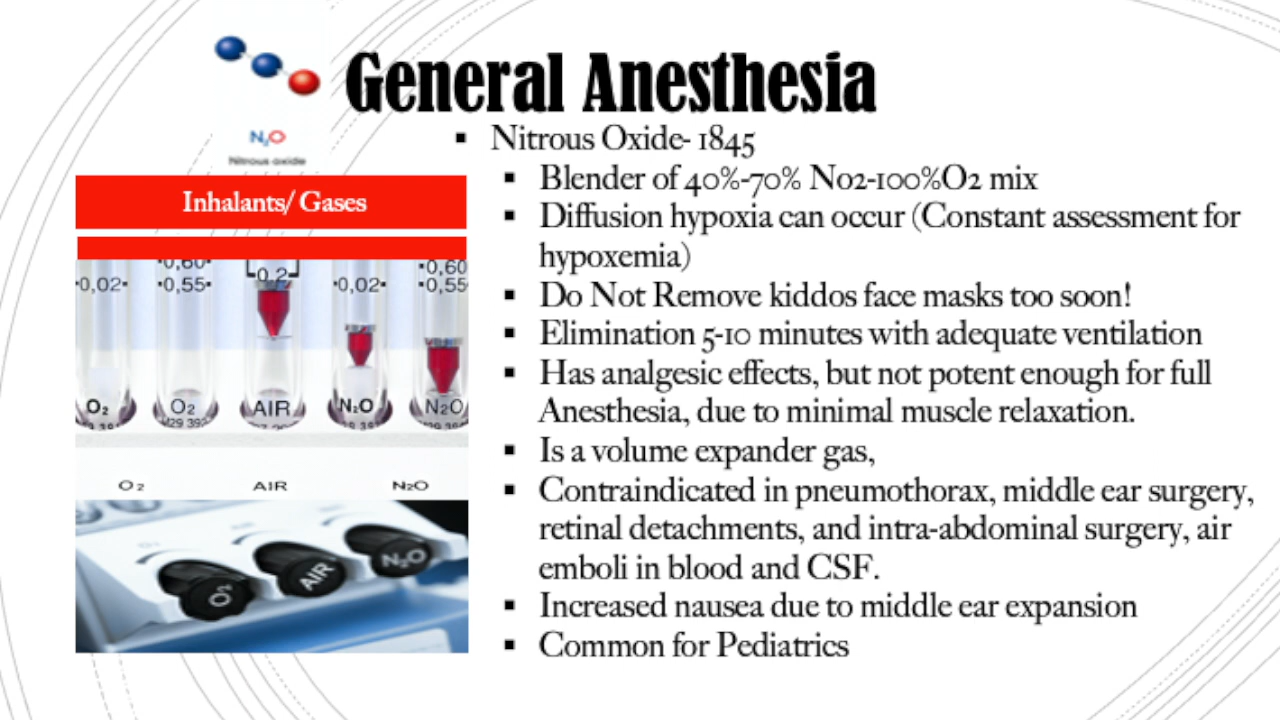 General Anesthesia
N₂O
Nitrous oxide
Inhalants/ Gases
▪ Nitrous Oxide- 1845
▪ Blender of 40%-70% No2-100%O2 mix
▪ Diffusion hypoxia can occur (Constant assessment for
hypoxemia)
▪ Do Not Remove kiddos face masks too soon!
▪ Elimination 5-10 minutes with adequate ventilation
▪ Has analgesic effects, but not potent enough for full
Anesthesia, due to minimal muscle relaxation.
▪ Is a volume expander gas,
▪ Contraindicated in pneumothorax, middle ear surgery,
retinal detachments, and intra-abdominal surgery, air
emboli in blood and CSF.
▪ Increased nausea due to middle ear expansion
▪ Common for Pediatrics
0,60 0,2 0,60
0,02 0,55 0,02 0,55
O₂ O₂ AIR N₂O N₂O
O₂ AIR N₂O
O₂ AIR N₂O